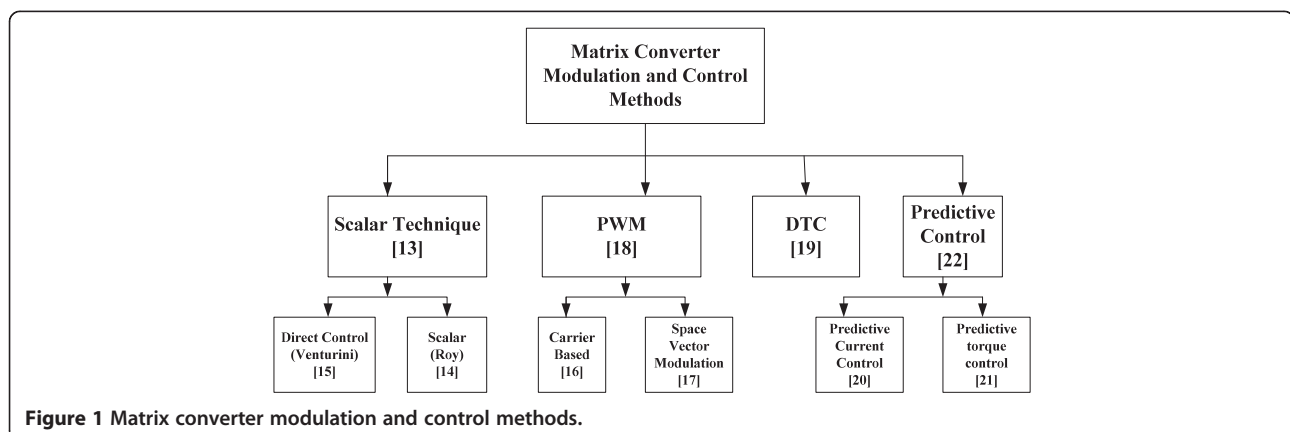 Matrix Converter
Modulation and Control
Methods
Scalar Technique
[13]
PWM
[18]
DTC
[19]
Predictive
Control
[22]
Direct Control
(Venturini)
[15]
Scalar
(Roy)
[14]
Carrier
Based
[16]
Space
Vector
Modulation
[17]
Predictive
Current
Control
[20]
Predictive
torque
control
[21]
Figure 1 Matrix converter modulation and control methods.